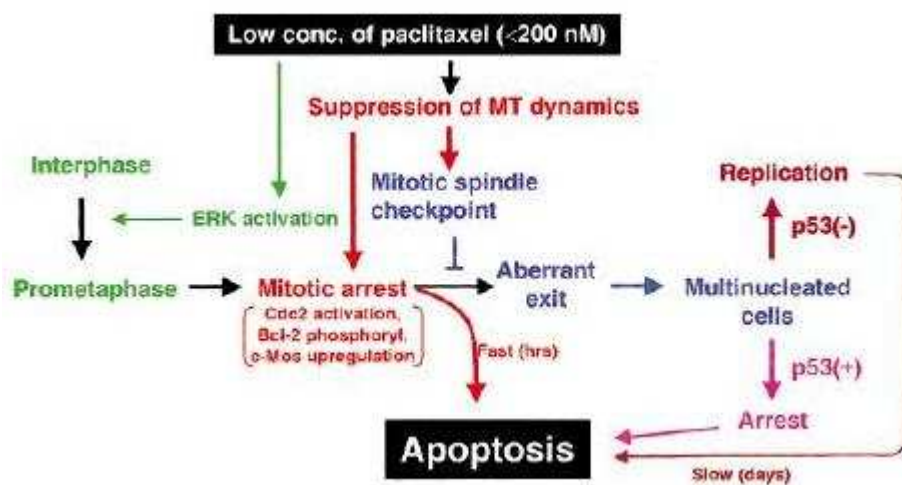 Low conc. of paclitaxel (<200 nM)
Suppression of MT dynamics
Interphase
Mitotic spindle
checkpoint
Replication
ERK activation
p53(-)
Prometaphase
Mitotic arrest
Aberrant
exit
Multinucleated
cells
Cdc2 activation,
Bcl-2 phosphoryl,
c-Mos upregulation
Fast (hrs)
p53(+)
Arrest
Apoptosis
Slow (days)